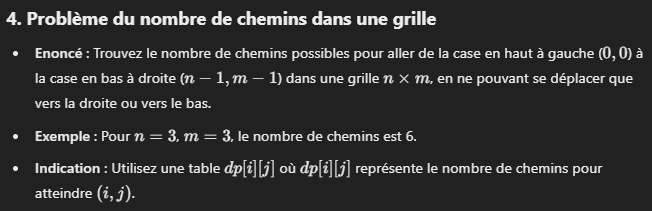 4. Problème du nombre de chemins dans une grille
• Enoncé : Trouvez le nombre de chemins possibles pour aller de la case en haut à gauche (0, 0) à
la case en bas à droite (n − 1, m − 1) dans une grille n × m, en ne pouvant se déplacer que
vers la droite ou vers le bas.
• Exemple : Pour n = 3, m = 3, le nombre de chemins est 6.
• Indication : Utilisez une table dp[i][j] où dp[i][j] représente le nombre de chemins pour
atteindre (i, j).